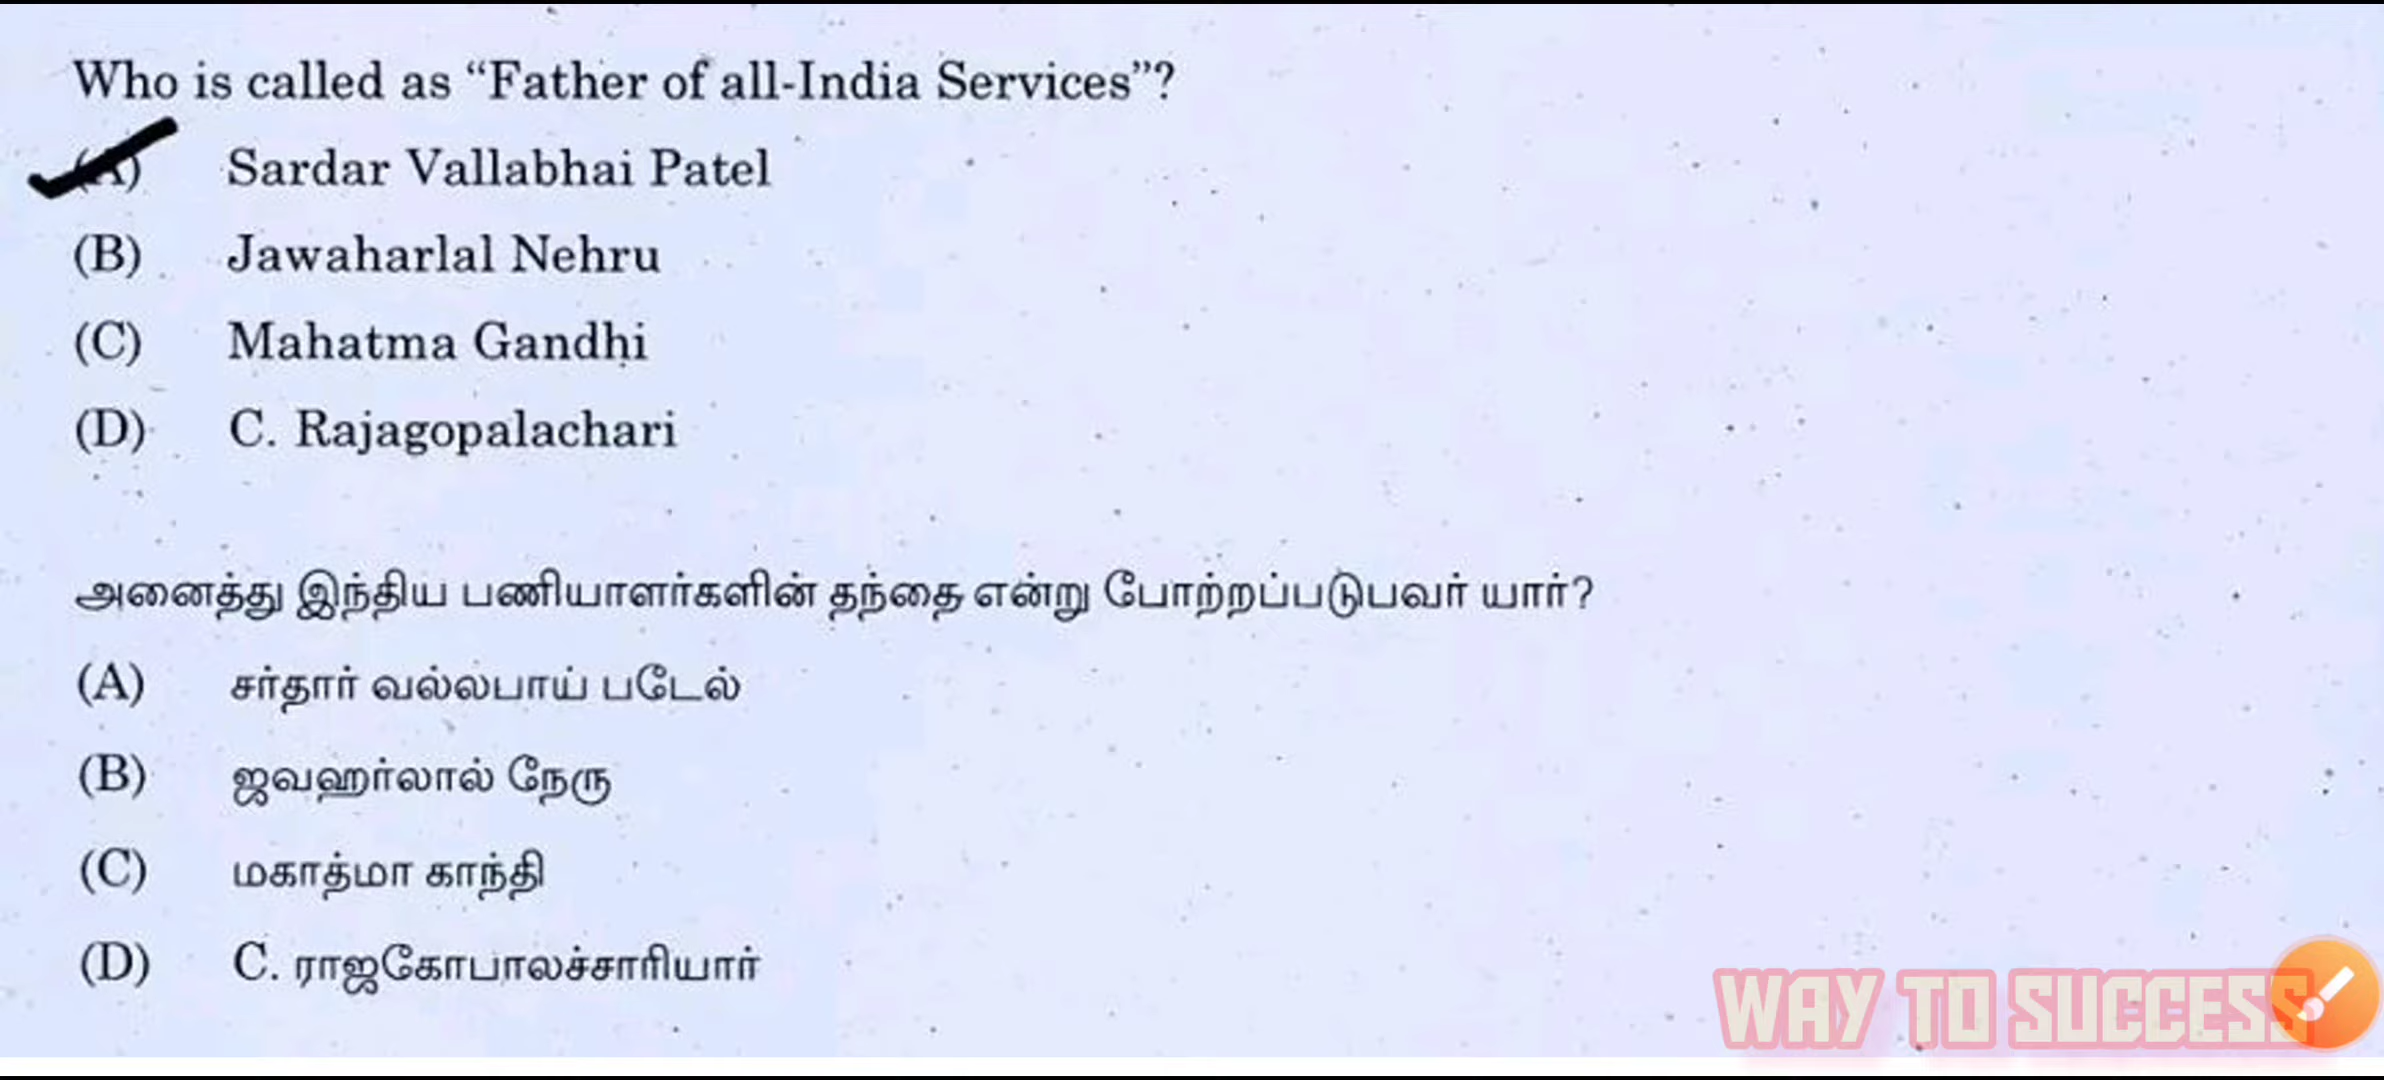 Who is called as “Father of all-India Services”?
(A) Sardar Vallabhai Patel
(B) Jawaharlal Nehru
(C) Mahatma Gandhi
(D) C. Rajagopalachari
அனைத்து இந்திய பணியாளர்களின் தந்தை என்று போற்றப்படுபவர் யார்?
(A) சர்தார் வல்லபாய் படேல்
(B) ஜவஹர்லால் நேரு
(C) மகாத்மா காந்தி
(D) C. ராஜகோபாலச்சாரியார்
WAY TO SUCCESS